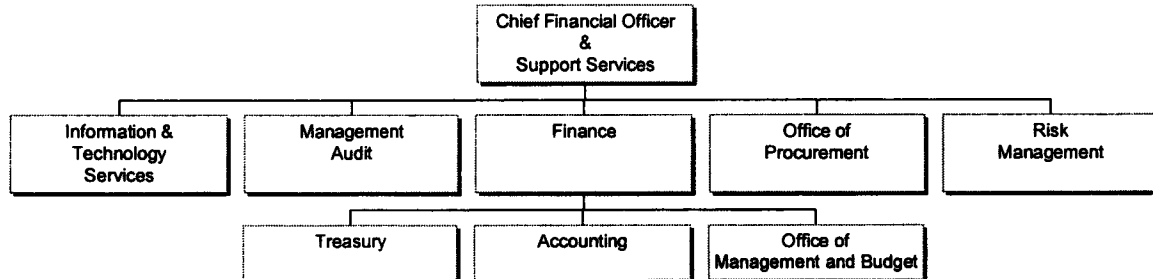 Chief Financial Officer
&
Support Services
Information &
Technology
Services
Management
Audit
Finance
Office of
Procurement
Risk
Management
Treasury
Accounting
Office of
Management and Budget